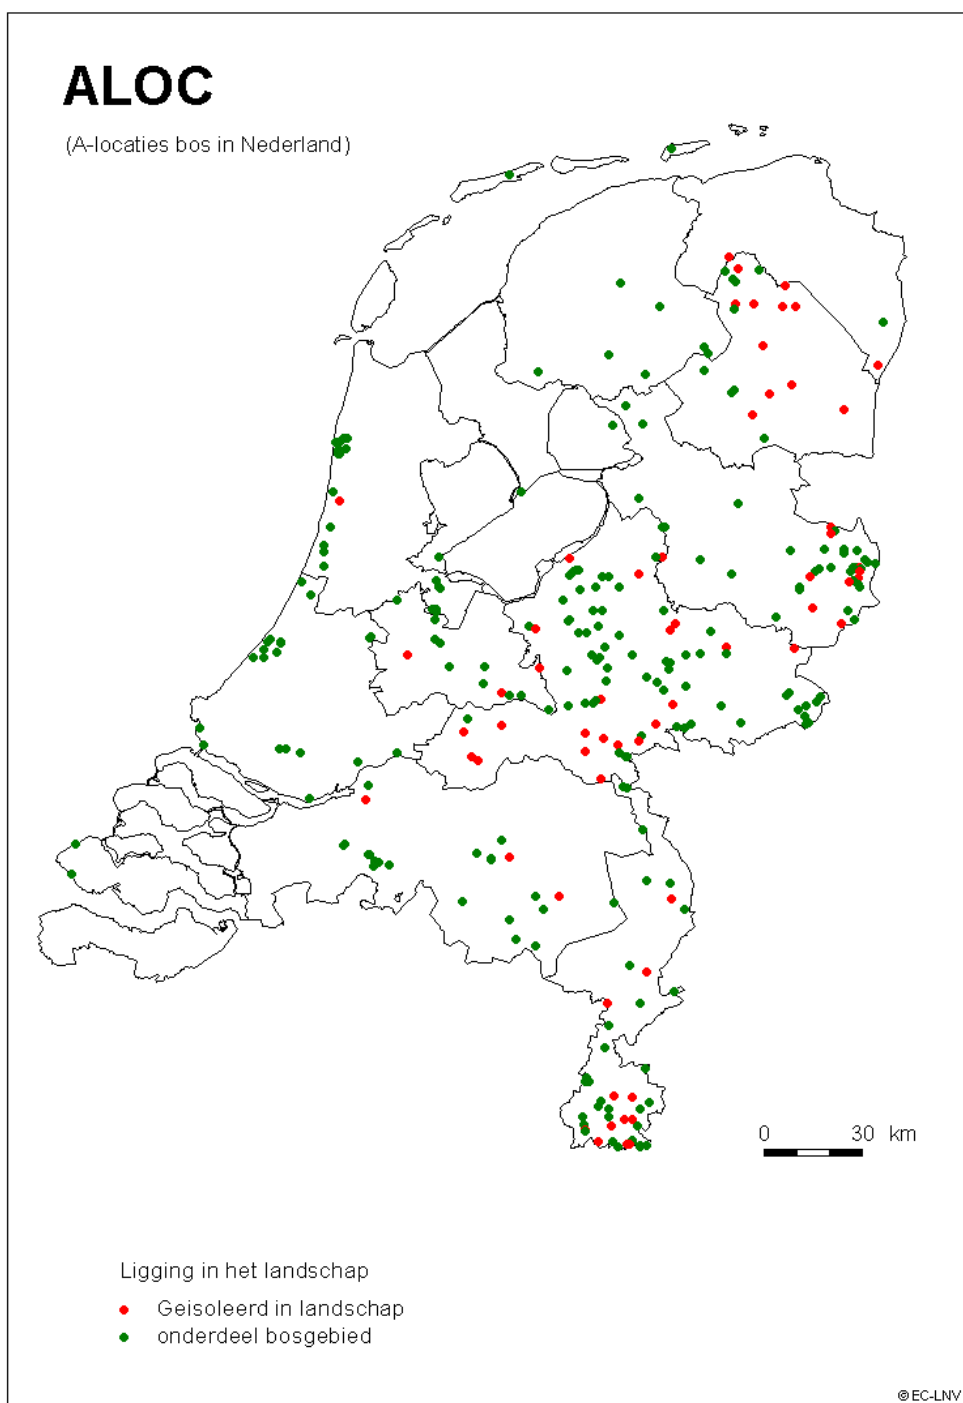 ALOC
(A-locaties bos in Nederland)
0 30 km
Ligging in het landschap
Geisoleerd in landschap
onderdeel bosgebied
©EC-LNV